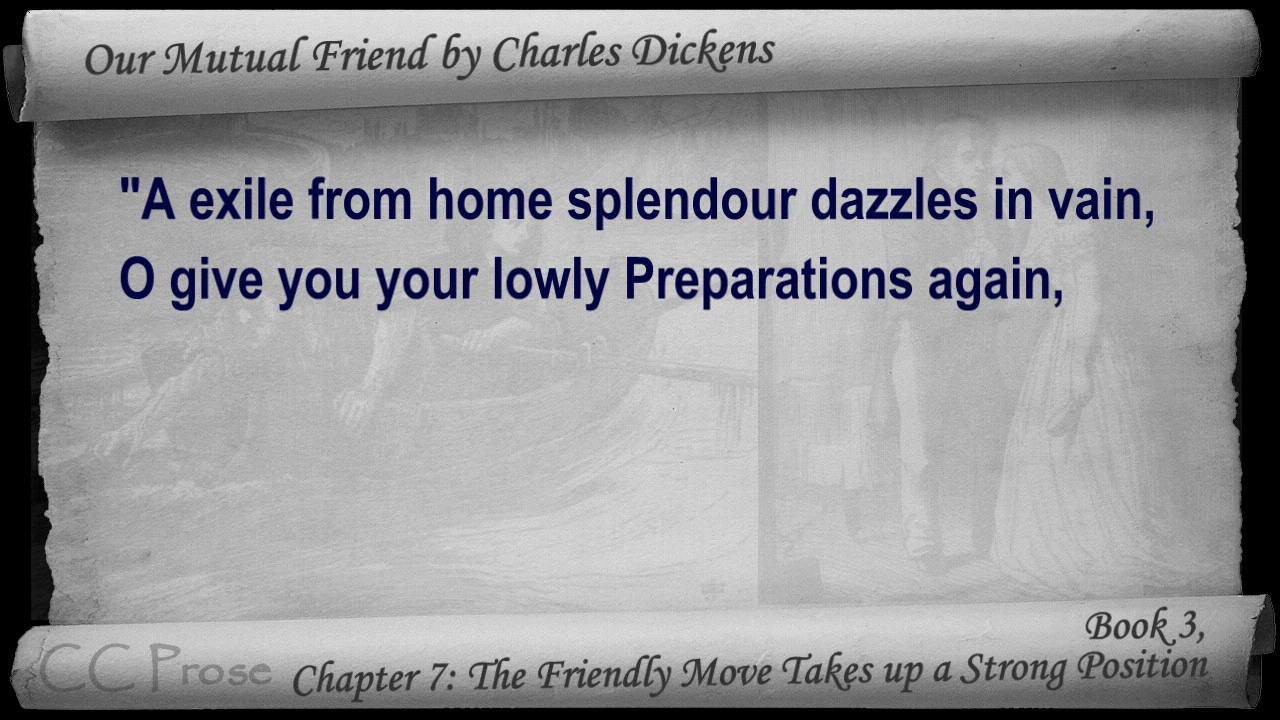 Our Mutual Friend by Charles Dickens
"A exile from home splendour dazzles in vain,
O give you your lowly Preparations again,
Book 3,
CC Prose
Chapter 7: The Friendly Move Takes up a Strong Position